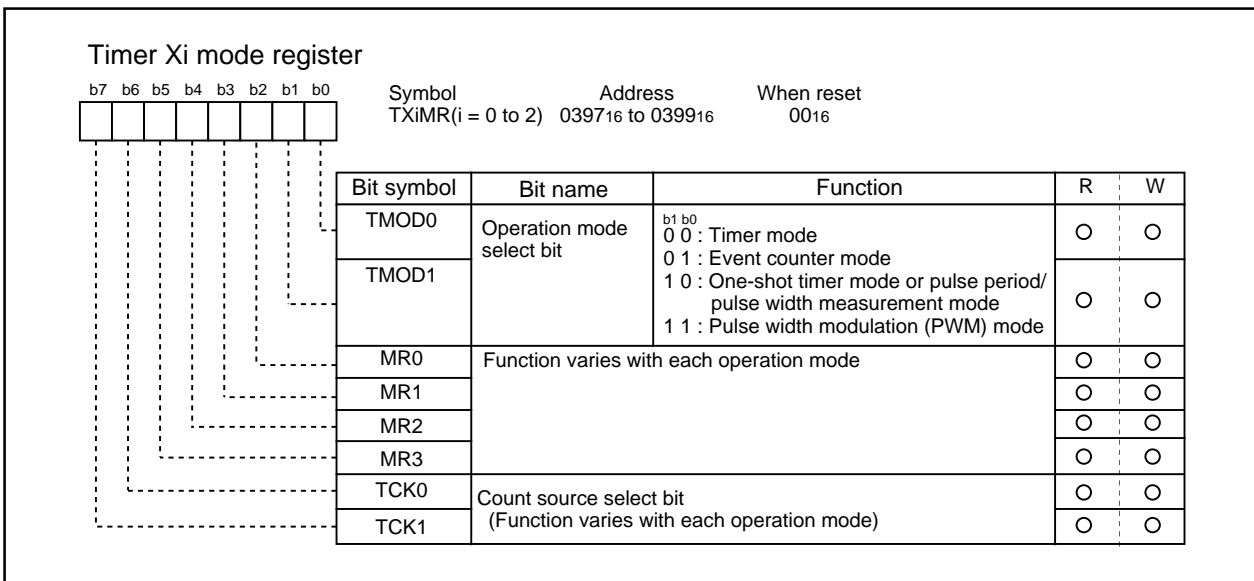 Timer Xi mode register
b7 b6 b5 b4 b3 b2 b1 b0
Symbol Address When reset
TXiMR(i = 0 to 2) 039716 to 039916 0016
Bit symbol Bit name Function R W
TMOD0
TMOD1
Operation mode
select bit
b1 b0
0 0 : Timer mode
0 1 : Event counter mode
1 0 : One-shot timer mode or pulse period/
pulse width measurement mode
1 1 : Pulse width modulation (PWM) mode
MR0 Function varies with each operation mode
MR1
MR2
MR3
TCK0
TCK1
Count source select bit
(Function varies with each operation mode)